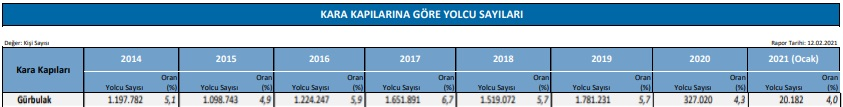 KARA KAPILARINA GÖRE YOLCU SAYILARI
Değer: Kişi Sayısı Rapor Tarihi: 12.02.2021
Kara Kapıları 2014 2015 2016 2017 2018 2019 2020 2021 (Ocak)
Yolcu Sayısı Oran (%) Yolcu Sayısı Oran (%) Yolcu Sayısı Oran (%) Yolcu Sayısı Oran (%) Yolcu Sayısı Oran (%) Yolcu Sayısı Oran (%) Yolcu Sayısı Oran (%) Yolcu Sayısı Oran (%)
Gürbulak 1.197.782 5,1 1.098.743 4,9 1.224.247 5,9 1.651.891 6,7 1.519.072 5,7 1.781.231 5,7 327.020 4,3 20.182 4,0